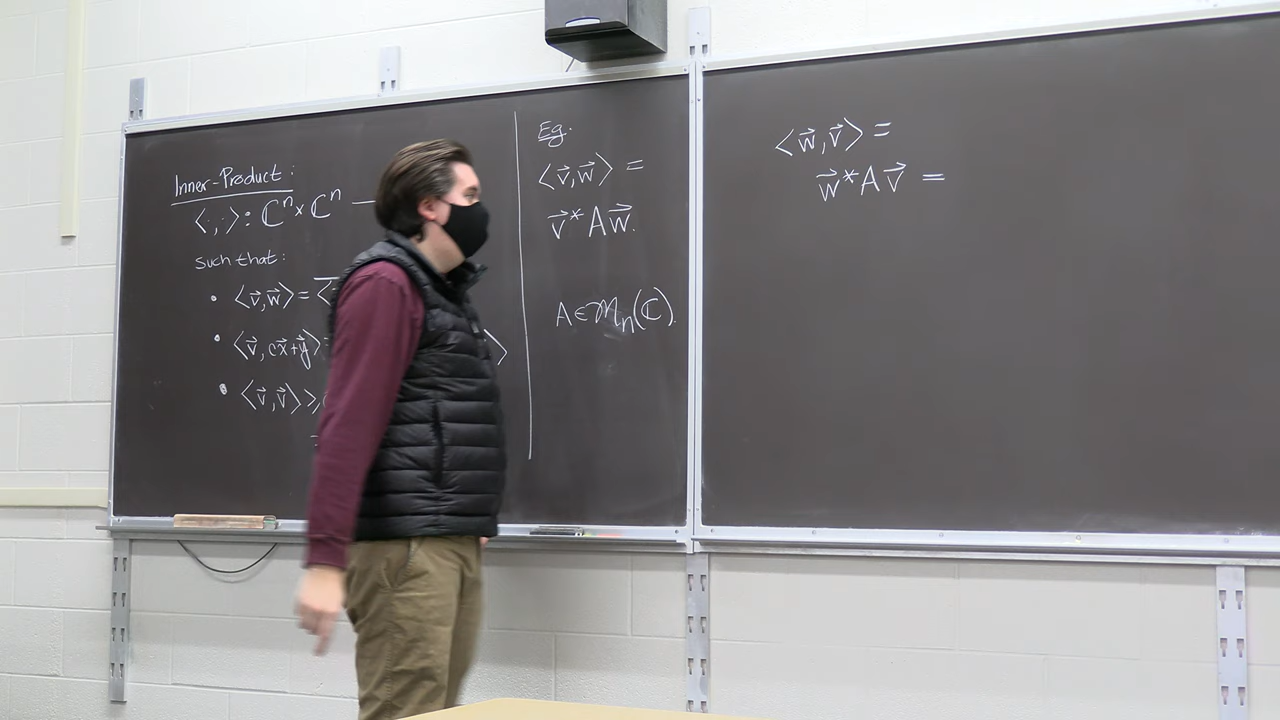 Inner-Product:
⟨·,·⟩: ℂⁿ × ℂⁿ —
Such that:
• ⟨v⃗,w⃗⟩ = ⟨
• ⟨v⃗, cx⃗+y⃗⟩ ⟩
• ⟨v⃗,v⃗⟩ ≥
Eg.
⟨v⃗,w⃗⟩ =
v⃗*Aw⃗.
A∈Mₙ(ℂ).
⟨w⃗,v⃗⟩ =
w⃗*Av⃗ =